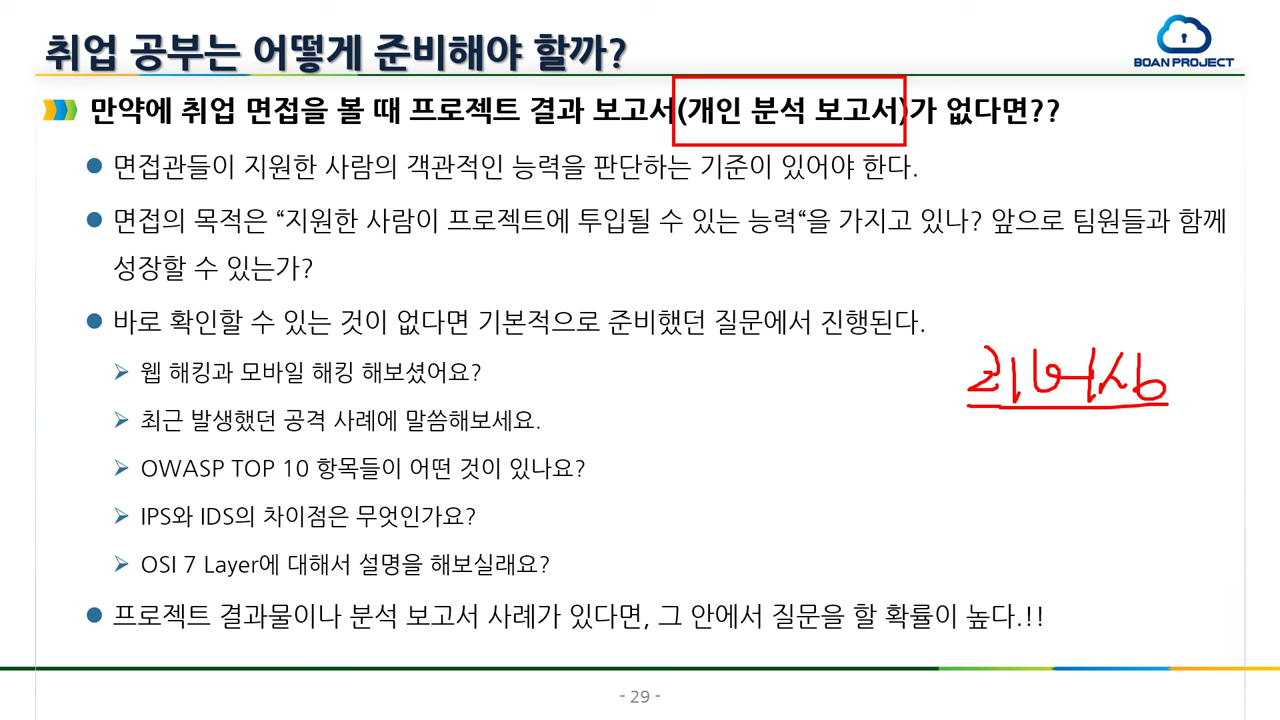 취업 공부는 어떻게 준비해야 할까?
BOAN PROJECT
만약에 취업 면접을 볼 때 프로젝트 결과 보고서(개인 분석 보고서)가 없다면??
면접관들이 지원한 사람의 객관적인 능력을 판단하는 기준이 있어야 한다.
면접의 목적은 “지원한 사람이 프로젝트에 투입될 수 있는 능력“을 가지고 있나? 앞으로 팀원들과 함께
성장할 수 있는가?
바로 확인할 수 있는 것이 없다면 기본적으로 준비했던 질문에서 진행된다.
웹 해킹과 모바일 해킹 해보셨어요?
리버싱
최근 발생했던 공격 사례에 말씀해보세요.
OWASP TOP 10 항목들이 어떤 것이 있나요?
IPS와 IDS의 차이점은 무엇인가요?
OSI 7 Layer에 대해서 설명을 해보실래요?
프로젝트 결과물이나 분석 보고서 사례가 있다면, 그 안에서 질문을 할 확률이 높다.!!
- 29 -